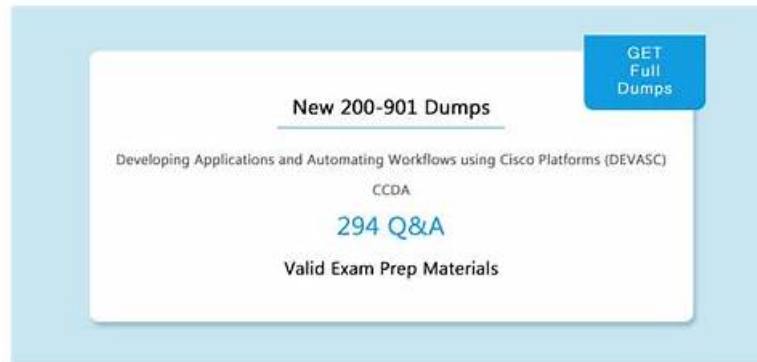 GET
Full
Dumps
New 200-901 Dumps
Developing Applications and Automating Workflows using Cisco Platforms (DEVASC)
CCDA
294 Q&A
Valid Exam Prep Materials